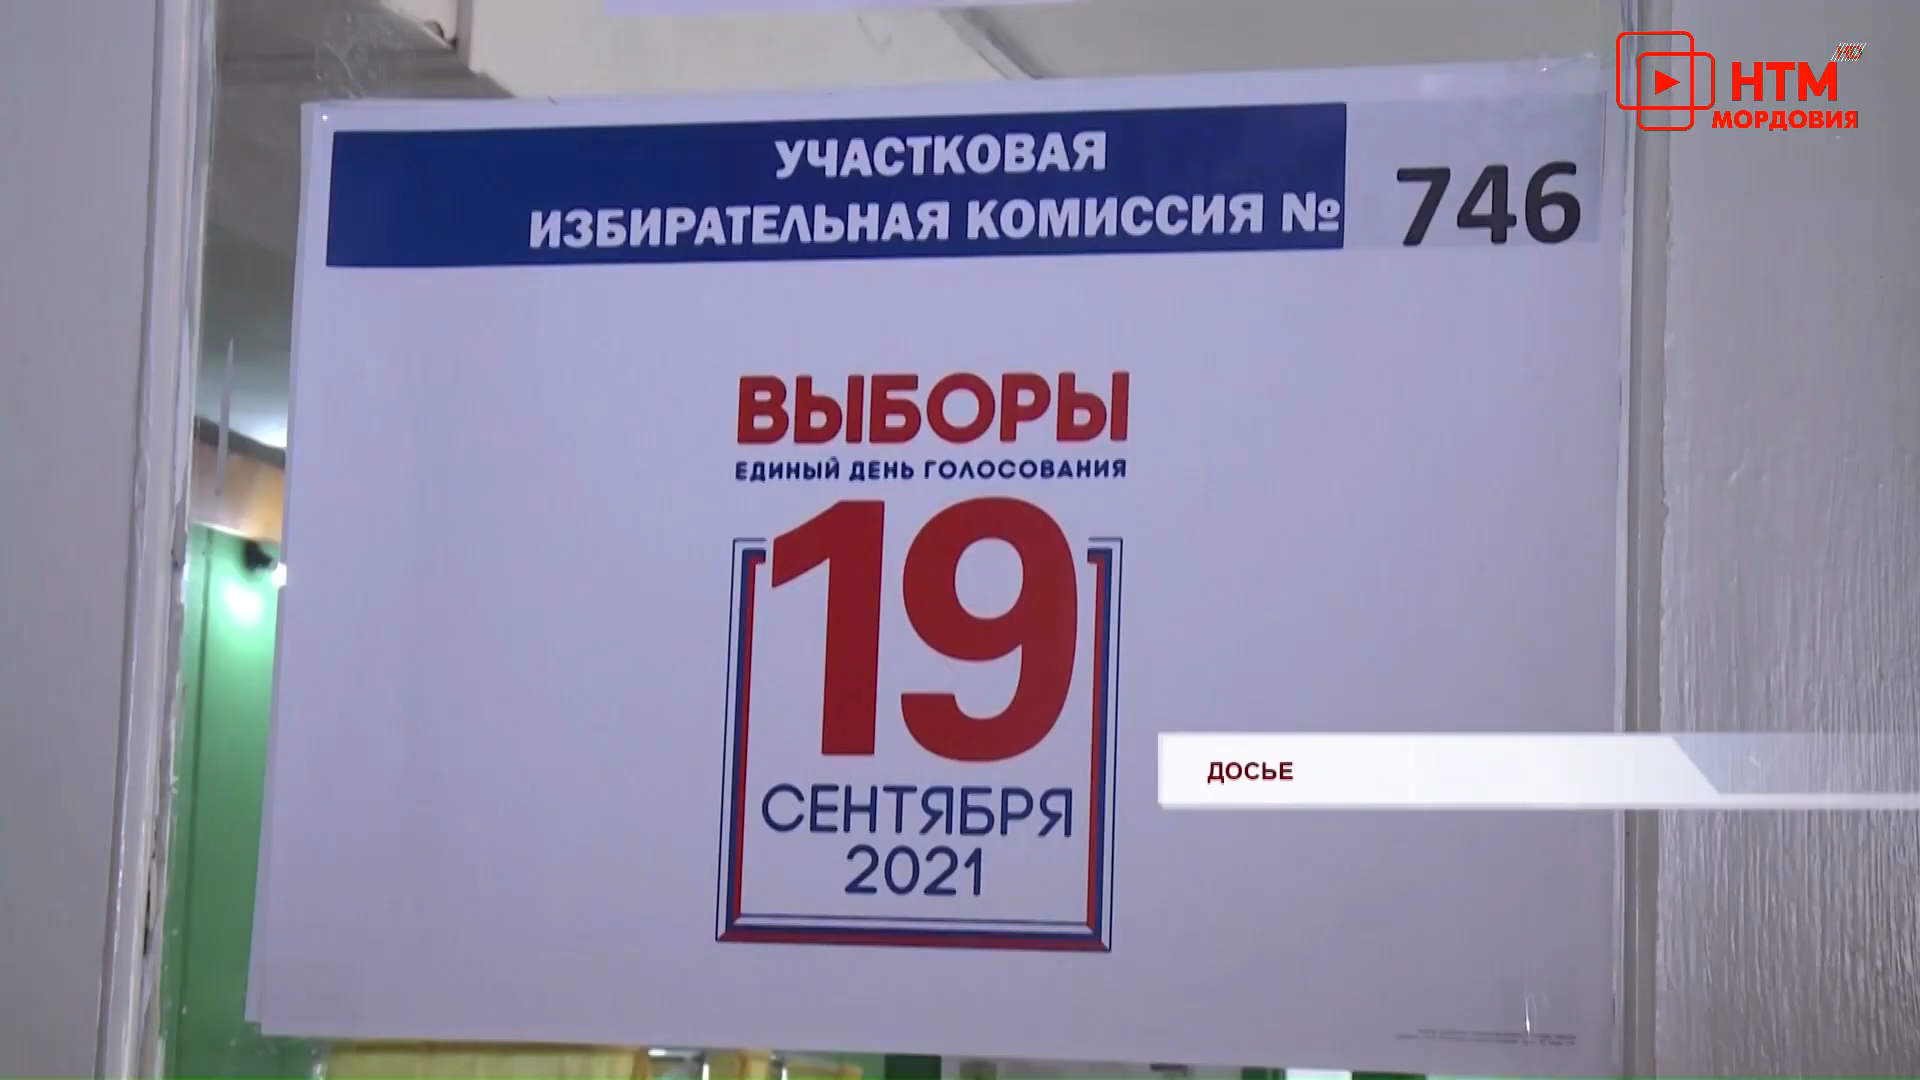 НТМ
МОРДОВИЯ
УЧАСТКОВАЯ
ИЗБИРАТЕЛЬНАЯ КОМИССИЯ № 746
ВЫБОРЫ
ЕДИНЫЙ ДЕНЬ ГОЛОСОВАНИЯ
19
СЕНТЯБРЯ
2021
ДОСЬЕ